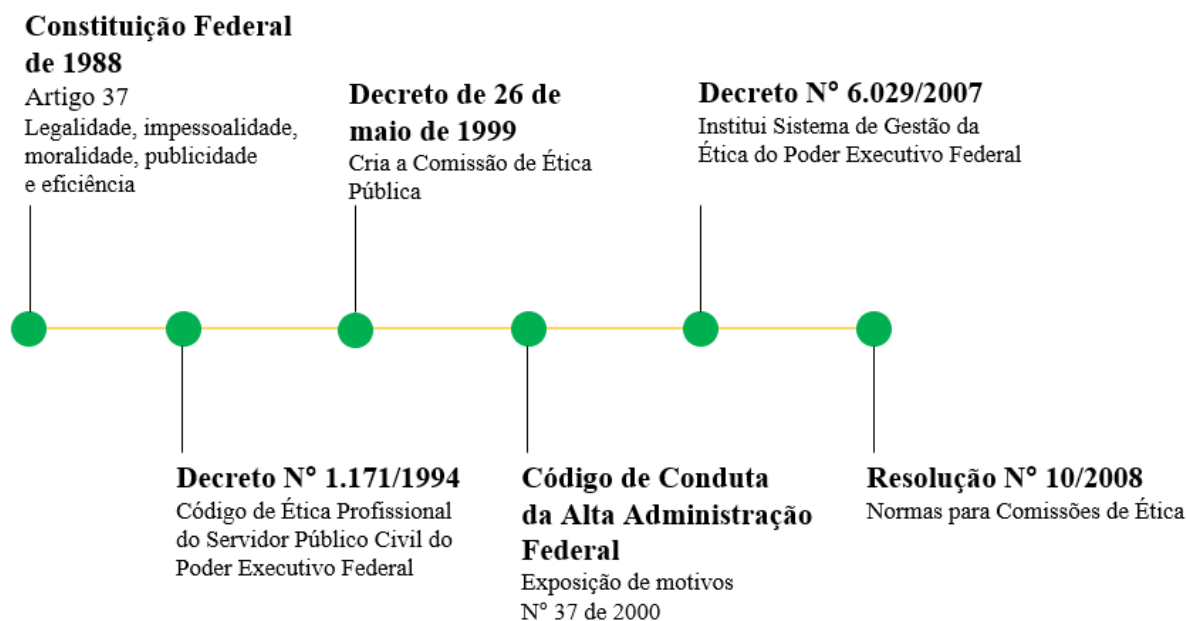 Constituição Federal
de 1988
Artigo 37
Legalidade, impessoalidade,
moralidade, publicidade
e eficiência
Decreto N° 1.171/1994
Código de Ética Profissional
do Servidor Público Civil do
Poder Executivo Federal
Decreto de 26 de
maio de 1999
Cria a Comissão de Ética
Pública
Código de Conduta
da Alta Administração
Federal
Exposição de motivos
N° 37 de 2000
Decreto N° 6.029/2007
Institui Sistema de Gestão da
Ética do Poder Executivo Federal
Resolução N° 10/2008
Normas para Comissões de Ética